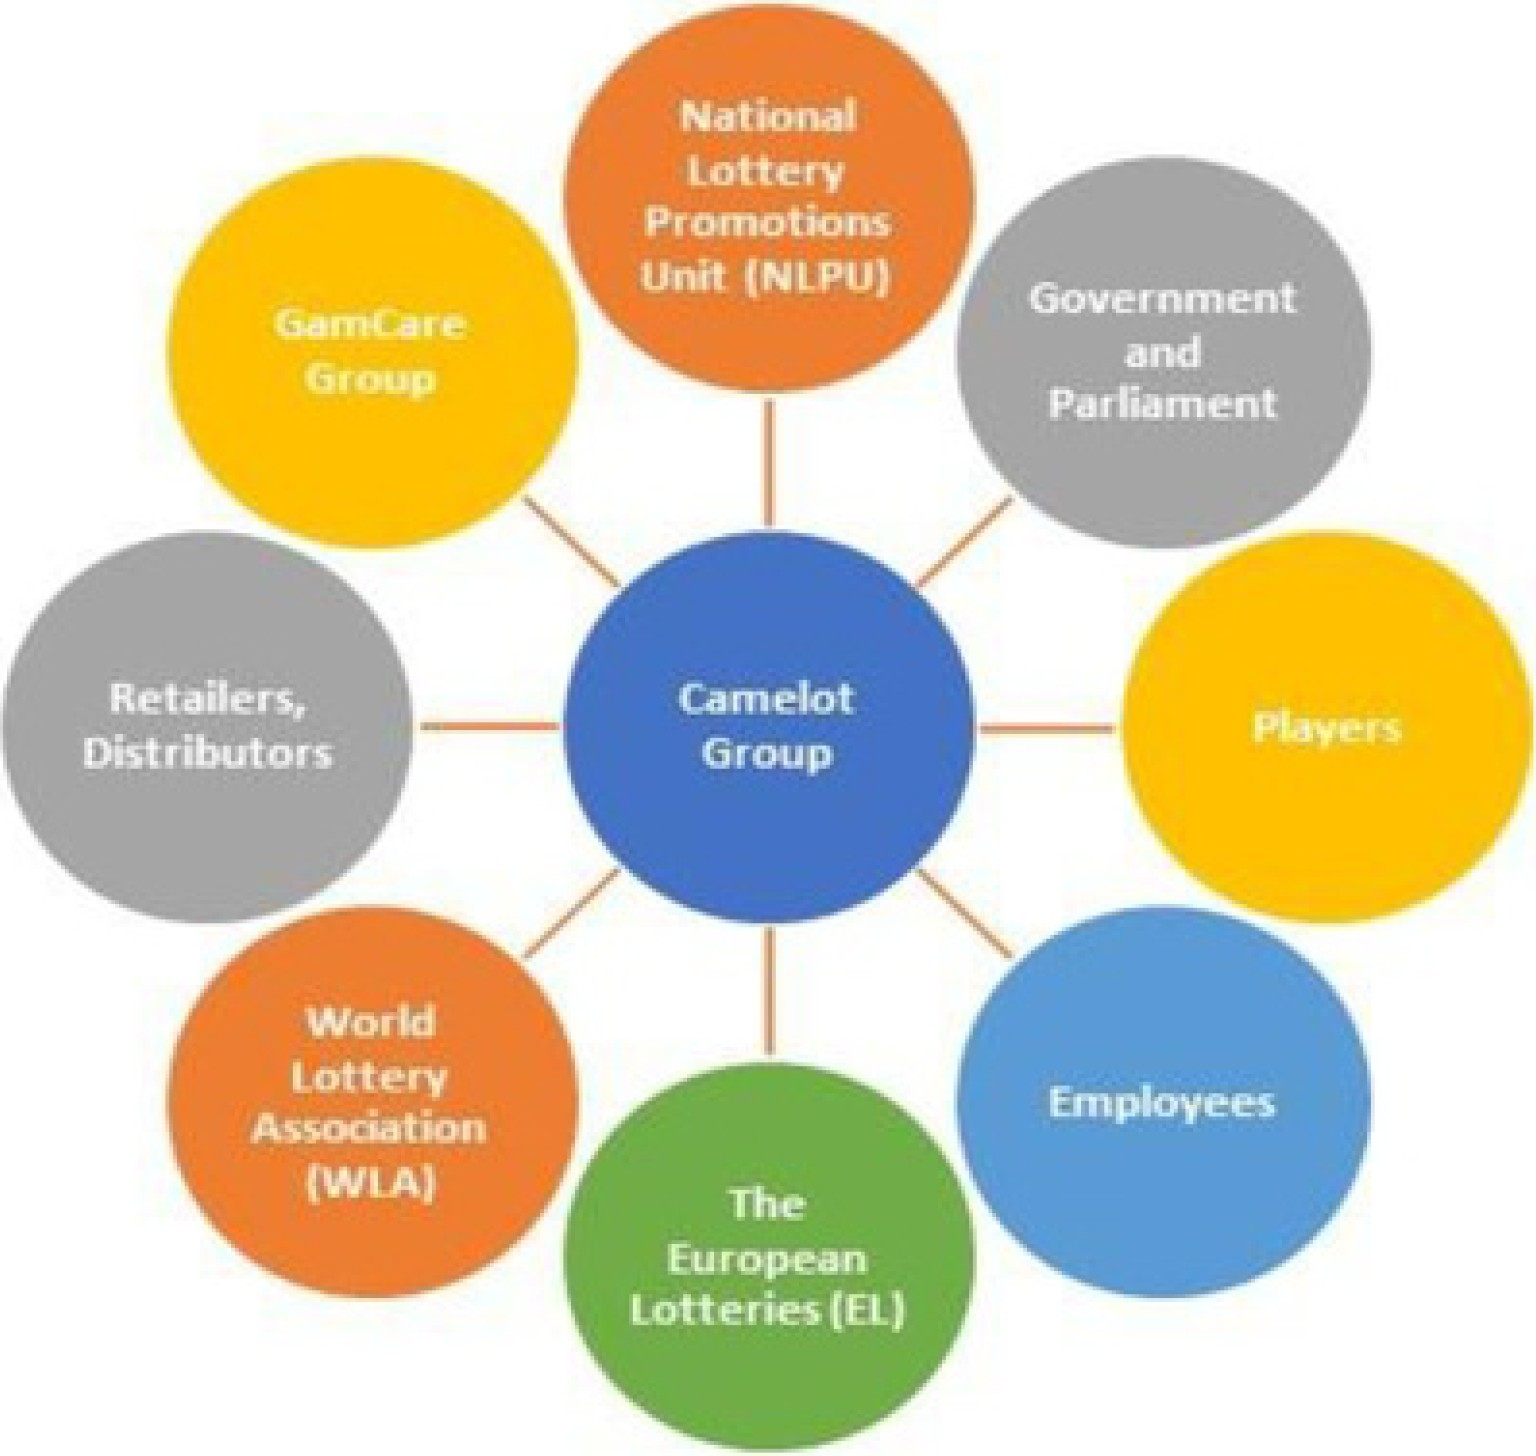 National
Lottery
Promotions
Unit (NLPU)
Government
and
Parliament
Players
Employees
The
European
Lotteries (EL)
World
Lottery
Association
(WLA)
Retailers,
Distributors
GamCare
Group
Camelot
Group